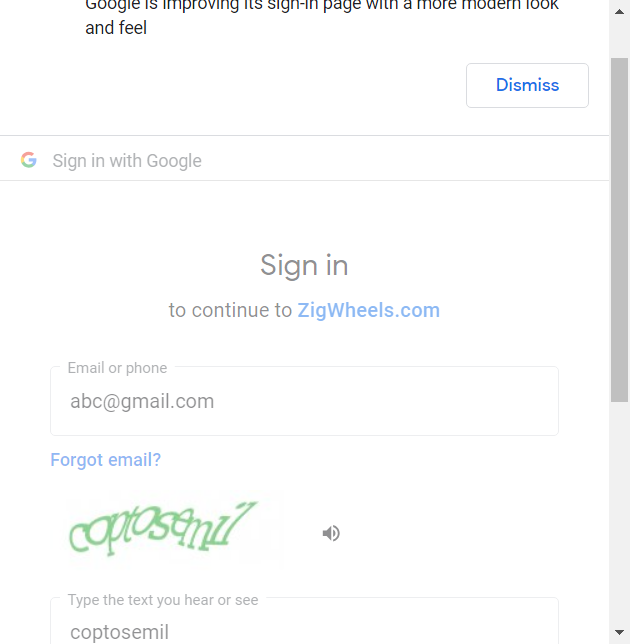 Google is improving its sign-in page with a more modern look
and feel
Dismiss
Sign in with Google
Sign in
to continue to ZigWheels.com
Email or phone
abc@gmail.com
Forgot email?
coptosemil
Type the text you hear or see
coptosemil